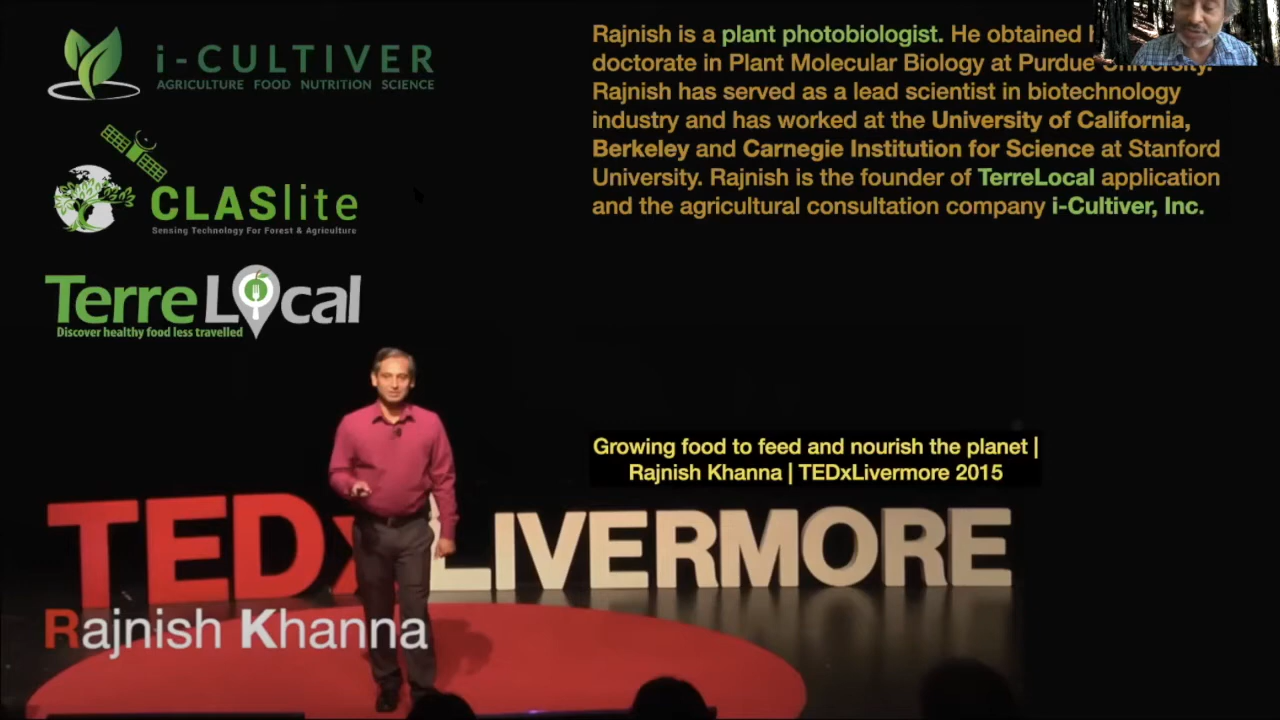 i-CULTIVER
AGRICULTURE FOOD NUTRITION SCIENCE
CLASlite
Sensing Technology For Forest & Agriculture
TerreLocal
Discover healthy food less travelled
Rajnish is a plant photobiologist. He obtained
doctorate in Plant Molecular Biology at Purdue University.
Rajnish has served as a lead scientist in biotechnology
industry and has worked at the University of California,
Berkeley and Carnegie Institution for Science at Stanford
University. Rajnish is the founder of TerreLocal application
and the agricultural consultation company i-Cultiver, Inc.
Growing food to feed and nourish the planet |
Rajnish Khanna | TEDxLivermore 2015
TEDx LIVERMORE
Rajnish Khanna